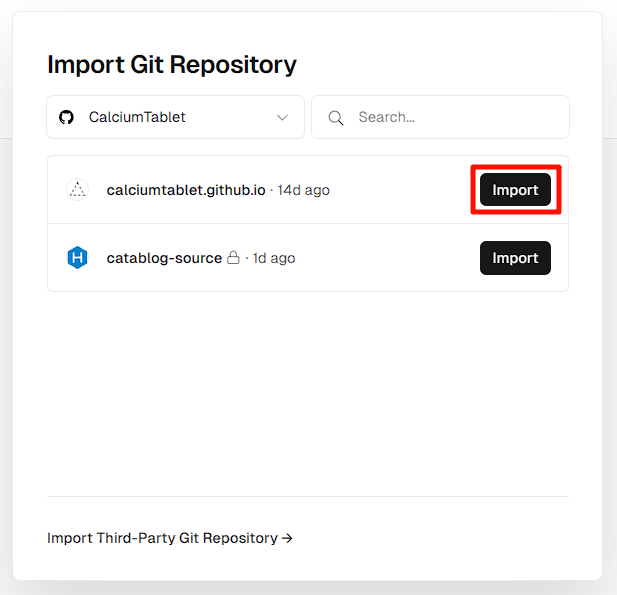 Import Git Repository
CalciumTablet
Search...
calciumtablet.github.io · 14d ago
Import
H
catablog-source · 1d ago
Import
Import Third-Party Git Repository →